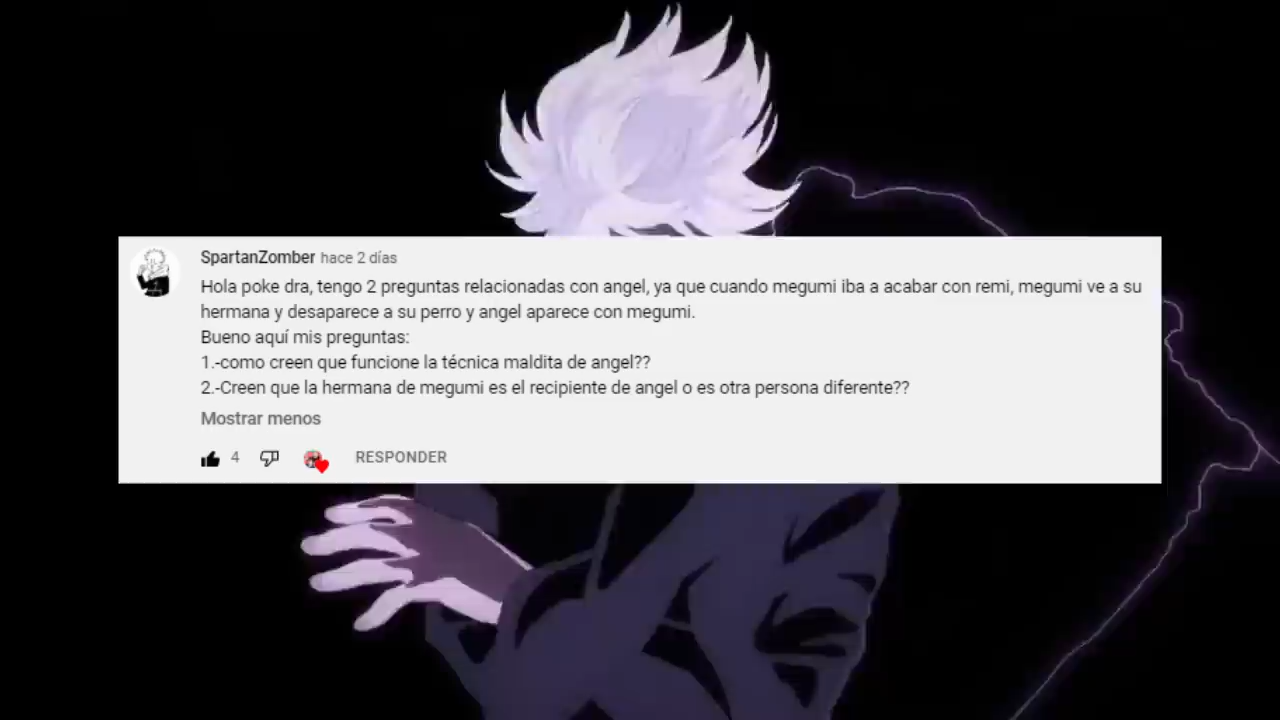 SpartanZomber hace 2 días
Hola poke dra, tengo 2 preguntas relacionadas con angel, ya que cuando megumi iba a acabar con remi, megumi ve a su
hermana y desaparece a su perro y angel aparece con megumi.
Bueno aquí mis preguntas:
1.-como creen que funcione la técnica maldita de angel??
2.-Creen que la hermana de megumi es el recipiente de angel o es otra persona diferente??
Mostrar menos
4 RESPONDER